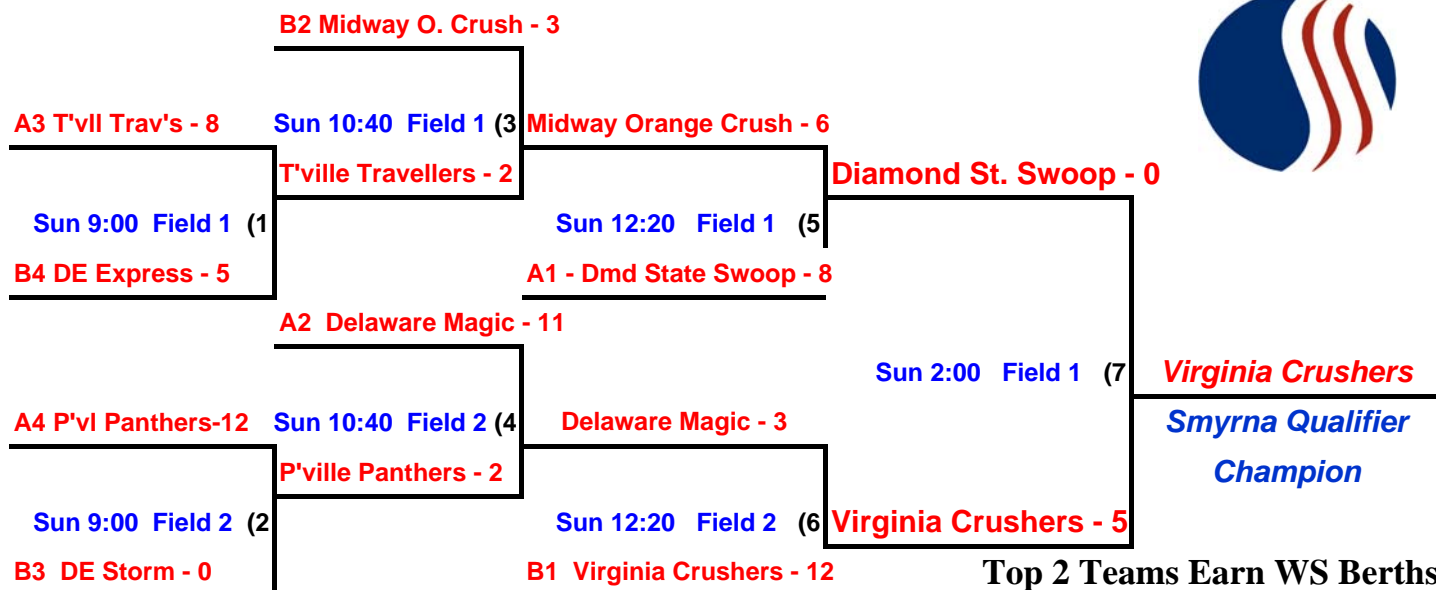 B2 Midway O. Crush - 3
A3 T'vll Trav's - 8
Sun 10:40 Field 1 (3
Midway Orange Crush - 6
T'ville Travellers - 2
Diamond St. Swoop - 0
Sun 9:00 Field 1 (1
Sun 12:20 Field 1 (5
B4 DE Express - 5
A1 - Dmd State Swoop - 8
A2 Delaware Magic - 11
Sun 2:00 Field 1 (7
Virginia Crushers
A4 P'vl Panthers-12
Sun 10:40 Field 2 (4
Delaware Magic - 3
Smyrna Qualifier
P'ville Panthers - 2
Champion
Sun 9:00 Field 2 (2
Sun 12:20 Field 2 (6
Virginia Crushers - 5
B3 DE Storm - 0
B1 Virginia Crushers - 12
Top 2 Teams Earn WS Berths